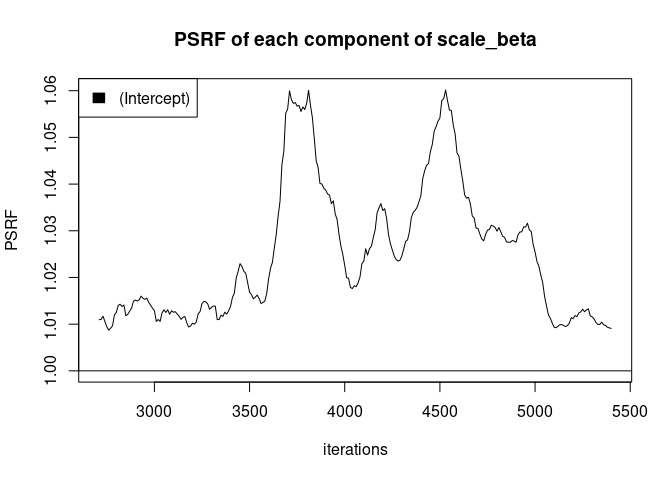 PSRF of each component of scale_beta
(Intercept)
PSRF
1.06
1.05
1.04
1.03
1.02
1.01
1.00
3000 3500 4000 4500 5000 5500
iterations